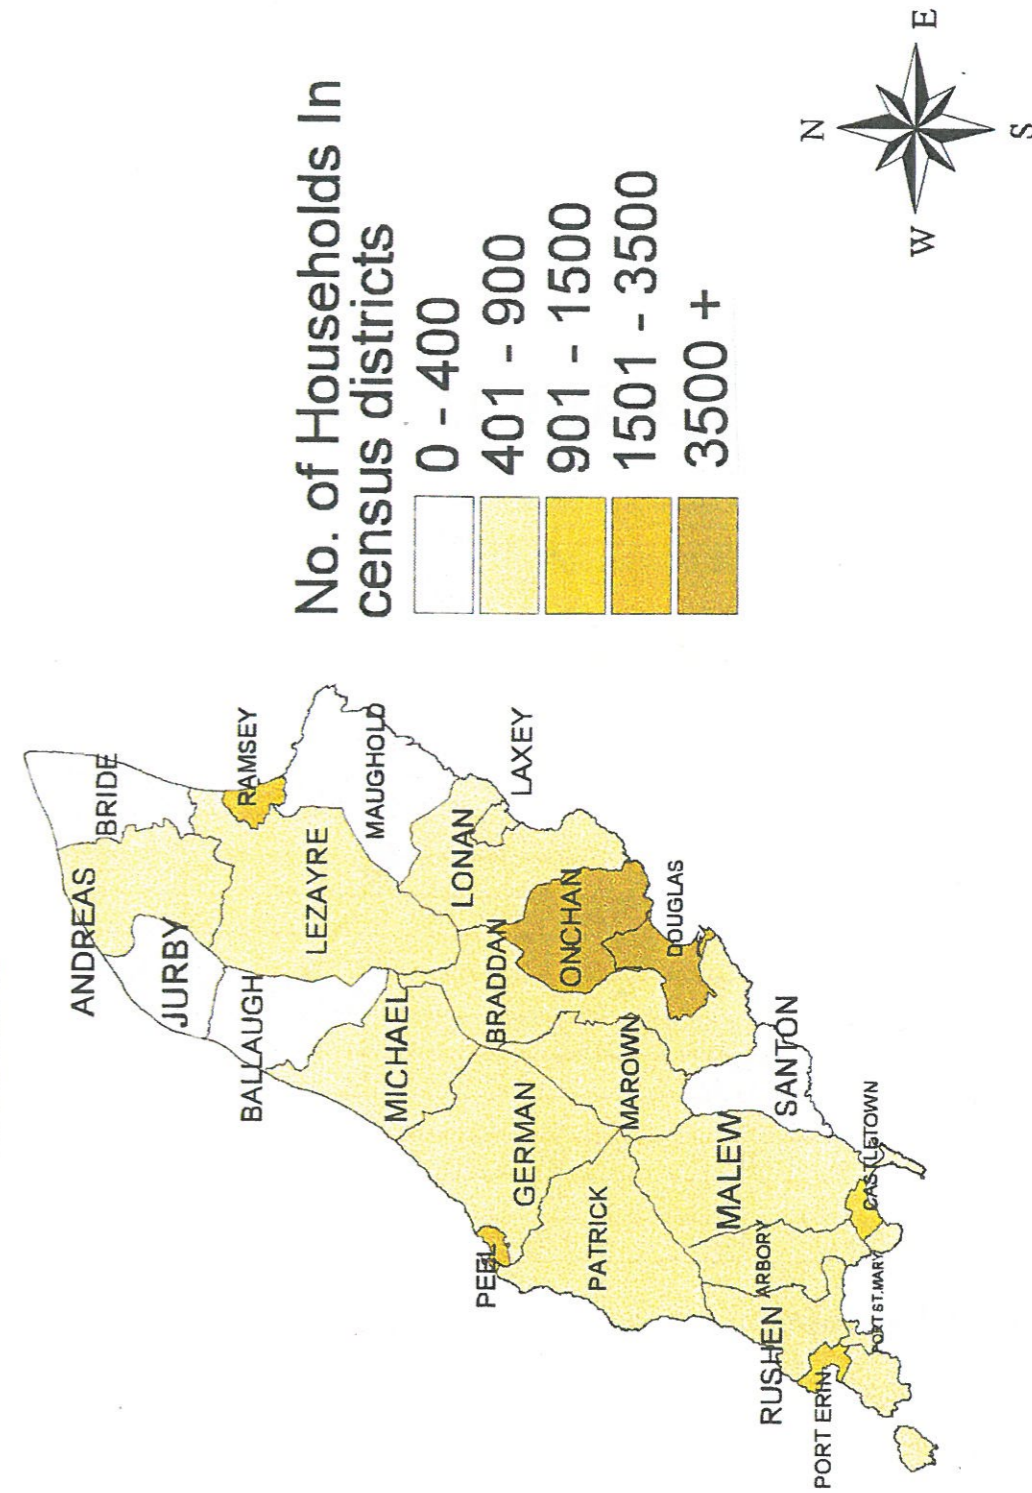 No. of Households In
census districts
0 - 400
401 - 900
901 - 1500
1501 - 3500
3500 +
N
E
S
W
BRIDE
ANDREAS
JURBY
RAMSEY
BALLAUGH
LEZAYRE
MAUGHOLD
MICHAEL
LONAN
LAXEY
BRADDAN
ONCHAN
DOUGLAS
GERMAN
PEEL
MAROWN
PATRICK
SANTON
MALEW
ARBORY
CASTLETOWN
RUSHEN
PORT ST.MARY
PORT ERIN